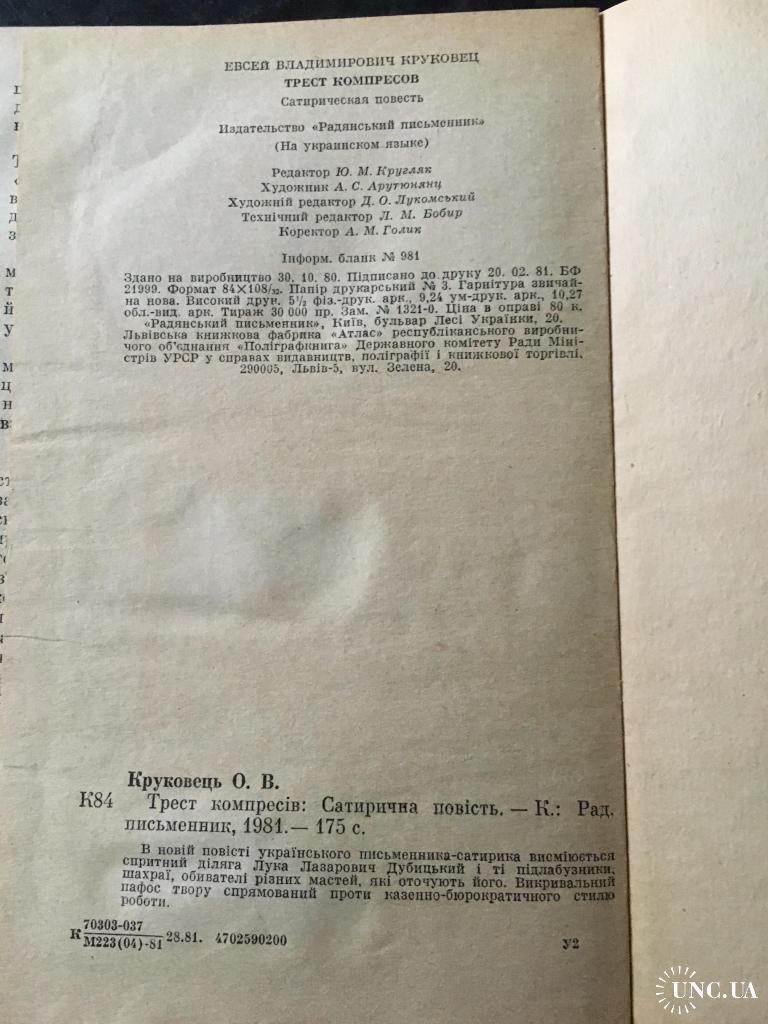 ЕВСЕЙ ВЛАДИМИРОВИЧ КРУКОВЕЦ
ТРЕСТ КОМПРЕСОВ
Сатирическая повесть
Издательство «Радянський письменник»
(На украинском языке)
Редактор Ю. М. Кругляк
Художник А. С. Арутюнянц
Художній редактор Д. О. Лукомський
Технічний редактор Л. М. Бобир
Коректор А. М. Голик
Інформ. бланк № 981
Здано на виробництво 30. 10. 80. Підписано до друку 20. 02. 81. БФ
21999. Формат 84×108/32. Папір друкарський № 3. Гарнітура звичай-
на нова. Високий друк. 5½ фіз.-друк. арк., 9,24 ум-друк. арк., 10,27
обл.-вид. арк. Тираж 30 000 пр. Зам. № 1321-0. Ціна в оправі 80 к.
«Радянський письменник», Київ, бульвар Лесі Українки, 20.
Львівська книжкова фабрика «Атлас» республіканського виробни-
чого об'єднання «Поліграфкнига» Державного комітету Ради Міні-
стрів УРСР у справах видавництв, поліграфії і книжкової торгівлі.
290005, Львів-5, вул. Зелена, 20.
Круковець О. В.
К84 Трест компресів: Сатирична повість. — К.: Рад.
письменник, 1981.— 175 с.
В новій повісті українського письменника-сатирика висміюється
спритний діляга Лука Лазарович Дубицький і ті підлабузники,
шахраї, обивателі різних мастей, які оточують його. Викривальний
пафос твору спрямований проти казенно-бюрократичного стилю
роботи.
К 70303-037
М223(04)-81 28.81. 4702590200 У2
UNC.UA